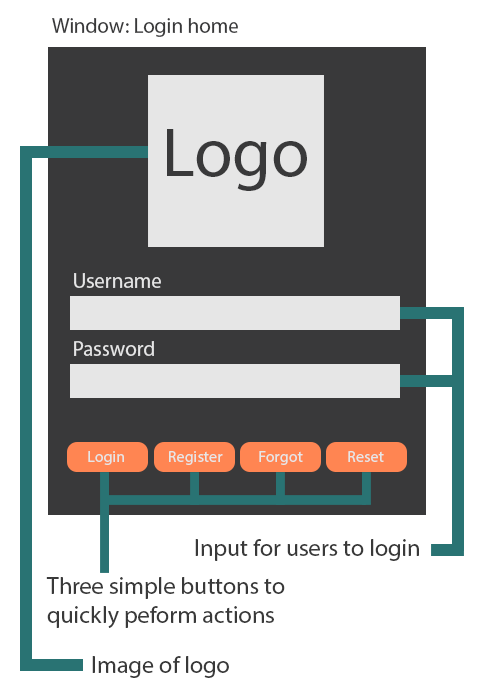 Window: Login home
Logo
Username
Password
Login
Register
Forgot
Reset
Input for users to login
Three simple buttons to
quickly peform actions
Image of logo